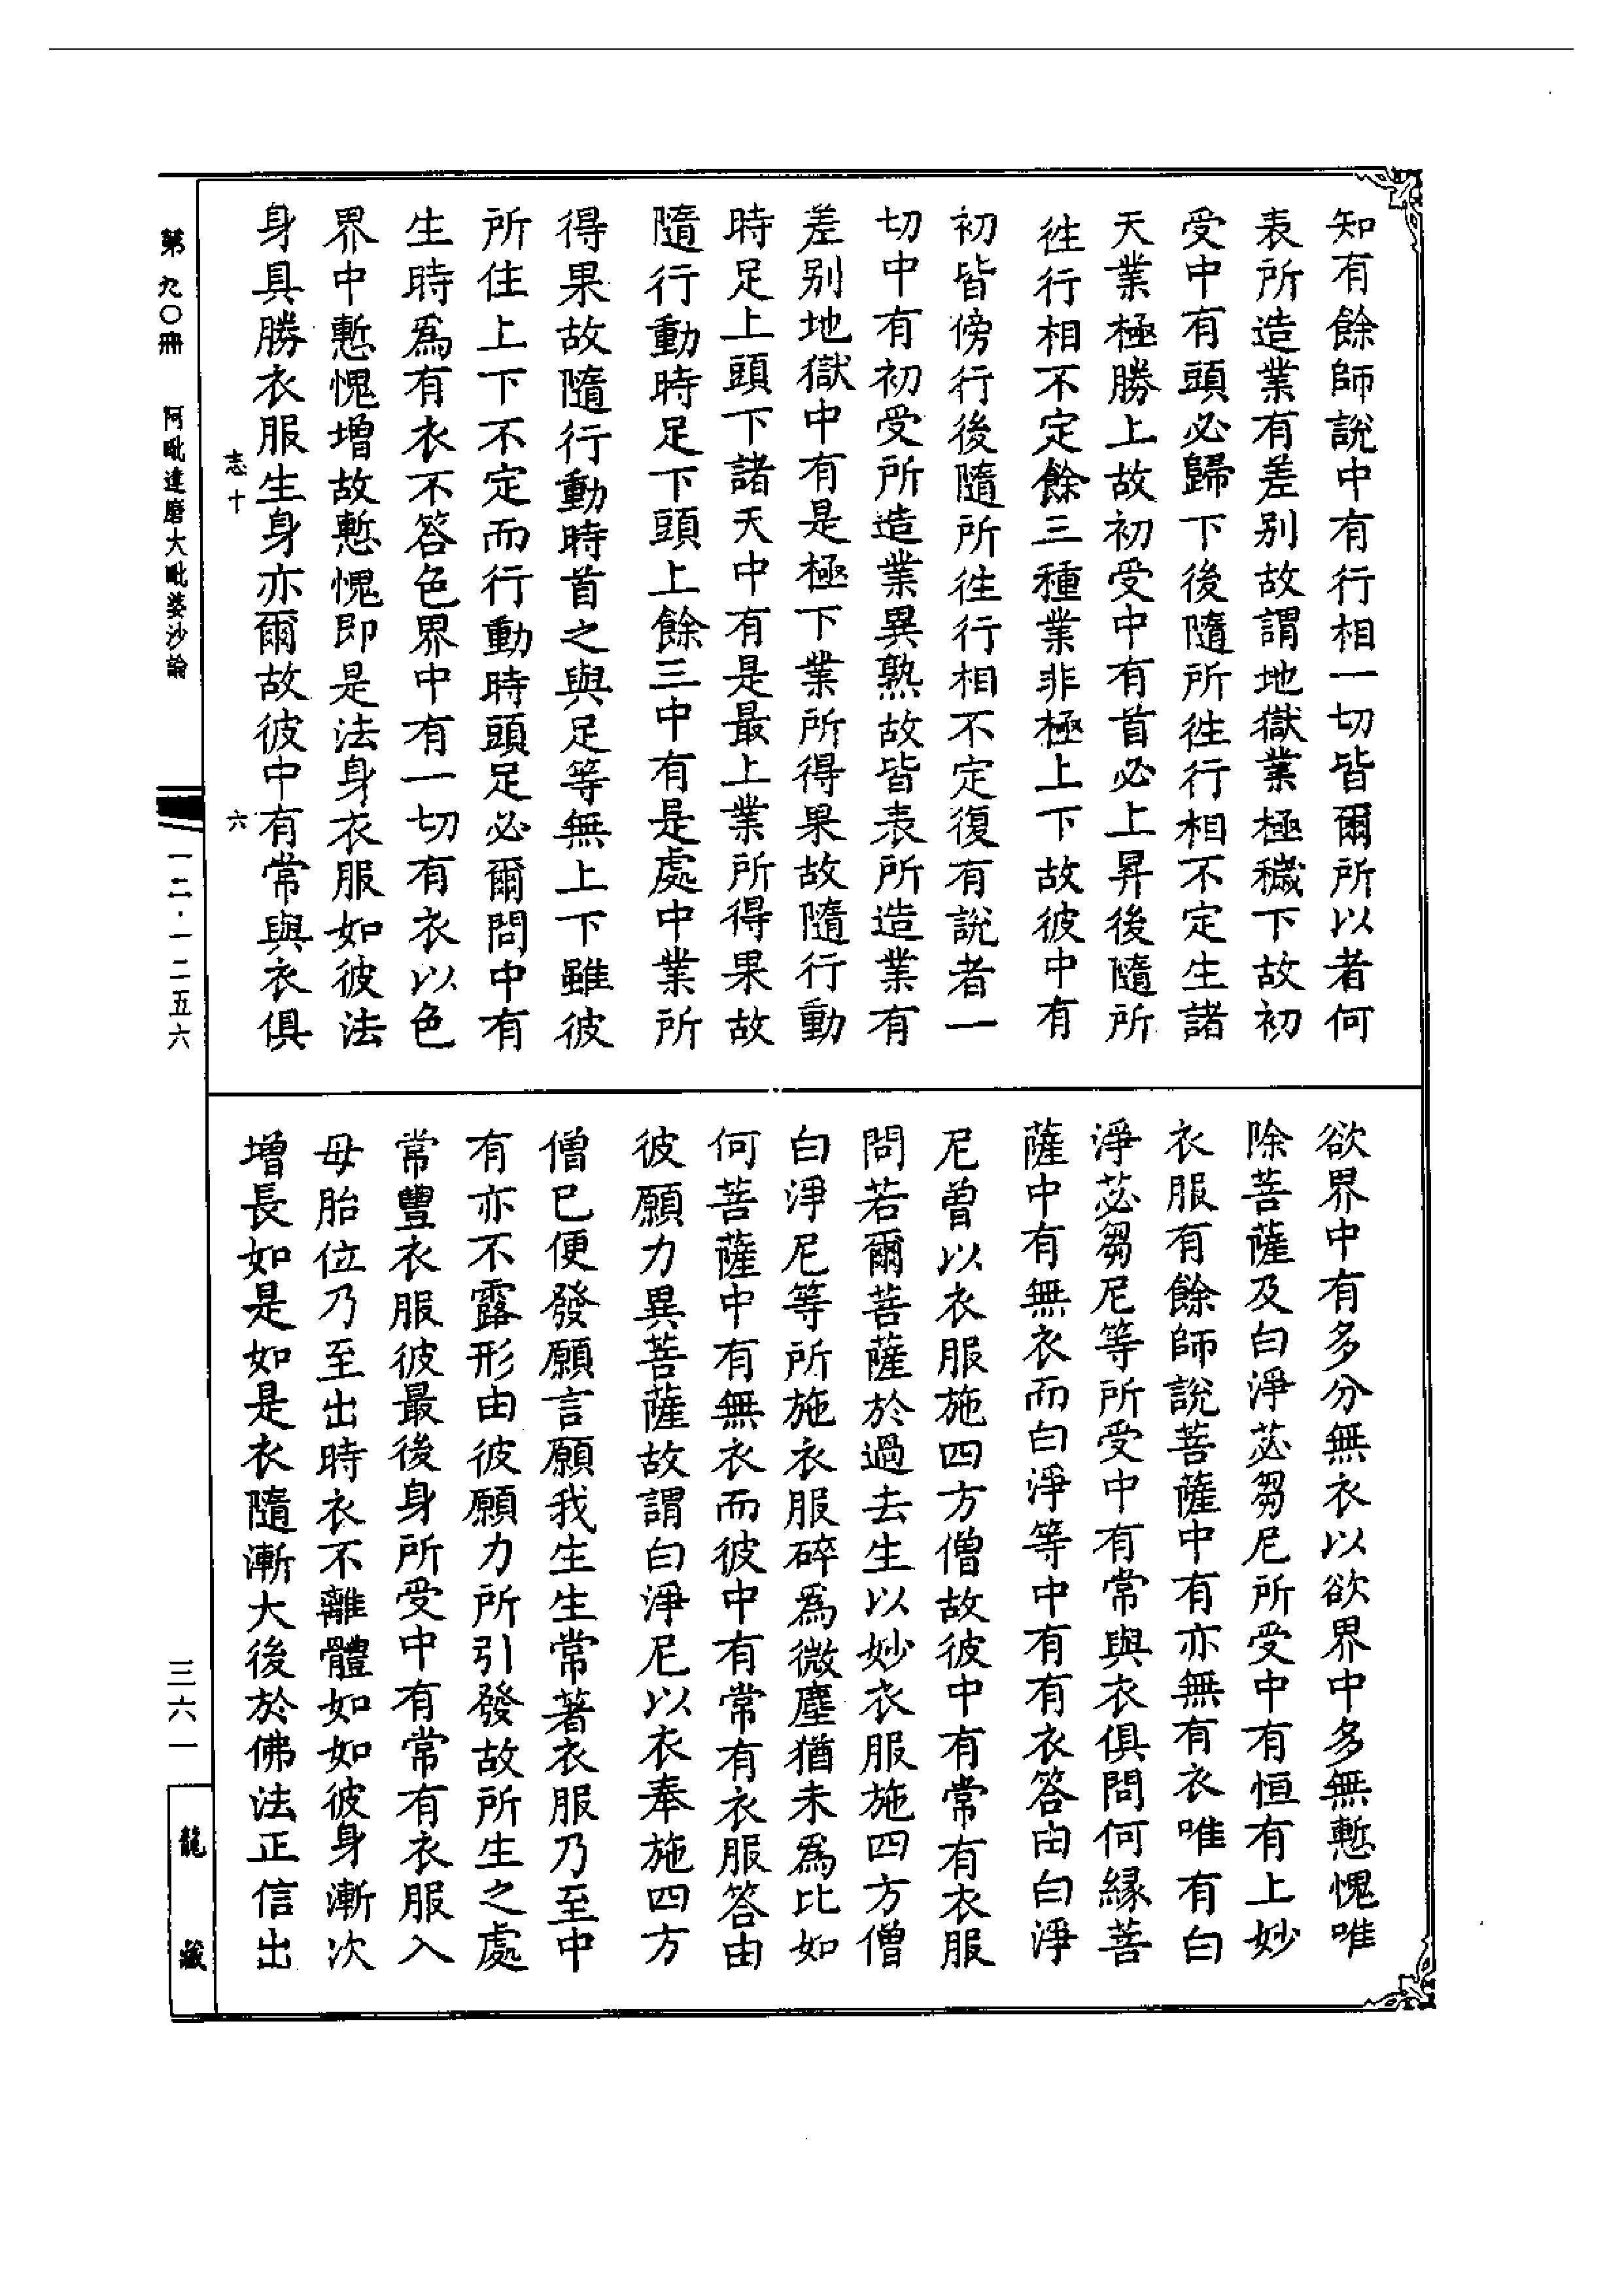 知有餘師說中有行相一切皆爾所以者何
表所造業有差別故謂地獄業極穢下故初
受中有頭必歸下後隨所徃行相不定生諸
天業極勝上故初受中有首必上昇後隨所
徃行相不定餘三種業非極上下故彼中有
初皆傍行後隨所徃行相不定復有說者一
切中有初受所造業異熟故皆表所造業有
差別地獄中有是極下業所得果故隨行動
時足上頭下諸天中有是最上業所得果故
隨行動時足下頭上餘三中有是處中業所
得果故隨行動時首之與足等無上下雖彼
所住上下不定而行動時頭足必爾問中有
生時爲有衣不答色界中有一切有衣以色
界中慙愧增故慙愧即是法身衣服如彼法
身具勝衣服生身亦爾故彼中有常與衣俱
志十
六
欲界中有多分無衣以欲界中多無慙愧唯
除菩薩及白淨苾芻尼所受中有恒有上妙
衣服有餘師說菩薩中有亦無有衣唯有白
淨苾芻尼等所受中有常與衣俱問何緣菩
薩中有無衣而白淨等中有有衣答由白淨
尼曾以衣服施四方僧故彼中有常有衣服
問若爾菩薩於過去生以妙衣服施四方僧
白淨尼等所施衣服碎爲微塵猶未爲比如
何菩薩中有無衣而彼中有常有衣服答由
彼願力異菩薩故謂白淨尼以衣奉施四方
僧已便發願言願我生生常著衣服乃至中
有亦不露形由彼願力所引發故所生之處
常豐衣服彼最後身所受中有常有衣服入
母胎位乃至出時衣不離體如如彼身漸次
增長如是如是衣隨漸大後於佛法正信出
第九〇冊 阿毗達磨大毗婆沙論
一二·一二五六
三六一
龍藏